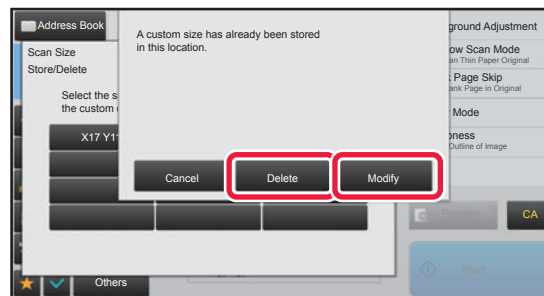 Address Book
Scan Size
Store/Delete
Select the s
the custom
X17 Y1
A custom size has already been stored
in this location.
Cancel
Delete
Modify
ground Adjustment
ow Scan Mode
an Thin Paper Original
Page Skip
ank Page in Original
Mode
oness
Outline of Image
Preview
CA
Start
Others